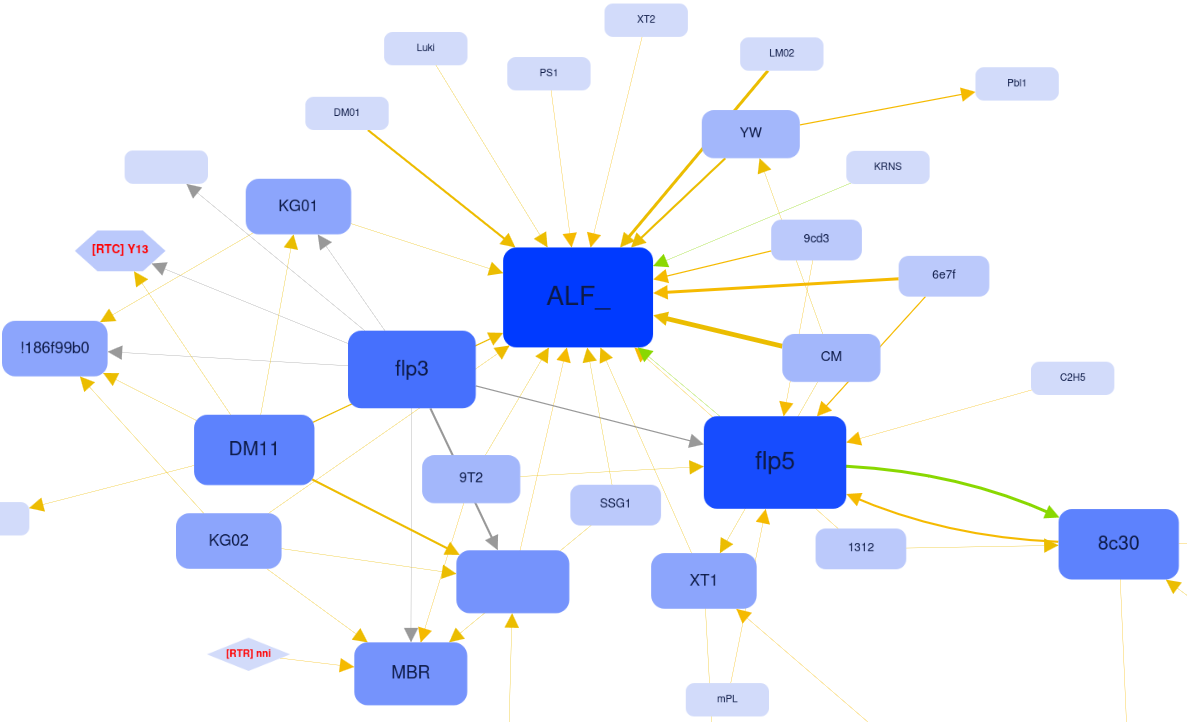 XT2
Luki
LM02
PS1
Pbl1
DM01
YW
KRNS
KG01
9cd3
[RTC] Y13
6e7f
ALF_
!186f99b0
flp3
CM
C2H5
DM11
flp5
9T2
SSG1
KG02
1312
8c30
XT1
[RTR] nni
MBR
mPL